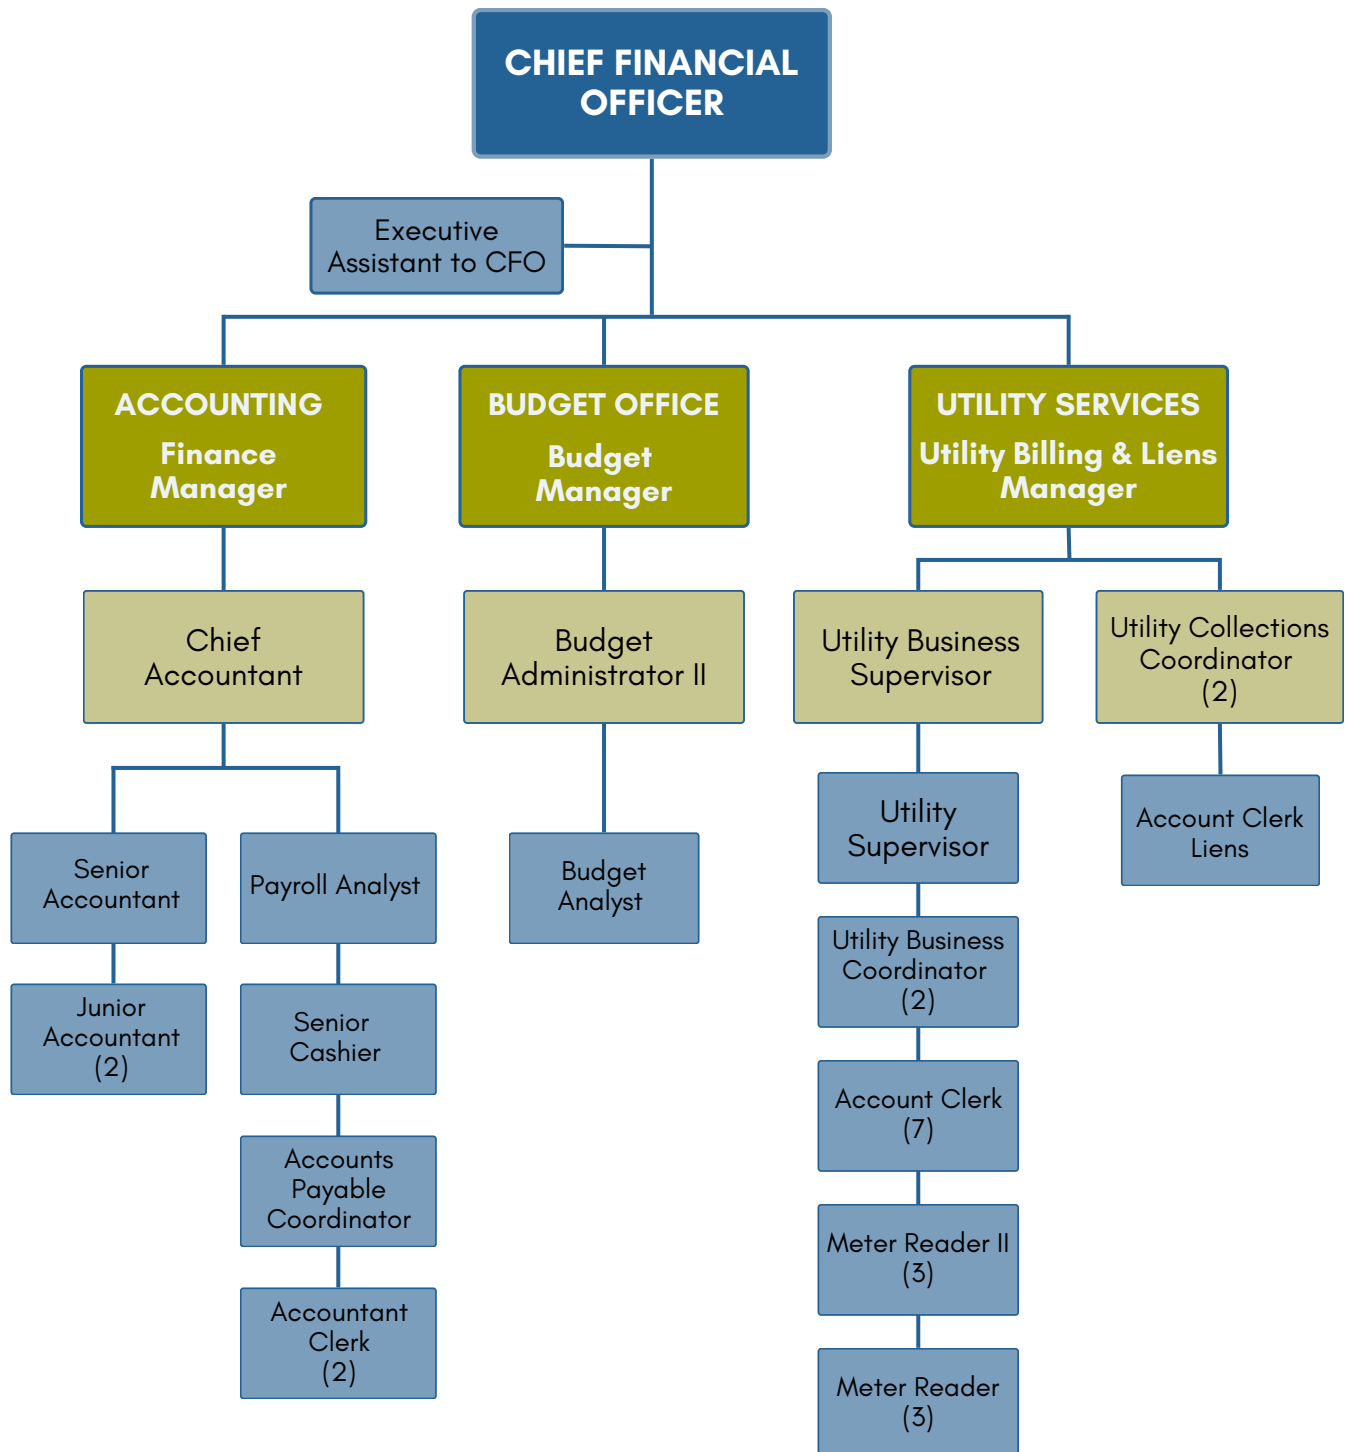 CHIEF FINANCIAL
OFFICER
Executive
Assistant to CFO
ACCOUNTING
Finance
Manager
BUDGET OFFICE
Budget
Manager
UTILITY SERVICES
Utility Billing & Liens
Manager
Chief
Accountant
Budget
Administrator II
Utility Business
Supervisor
Utility Collections
Coordinator
(2)
Senior
Accountant
Payroll Analyst
Budget
Analyst
Utility
Supervisor
Account Clerk
Liens
Junior
Accountant
(2)
Senior
Cashier
Utility Business
Coordinator
(2)
Accounts
Payable
Coordinator
Account Clerk
(7)
Accountant
Clerk
(2)
Meter Reader II
(3)
Meter Reader
(3)